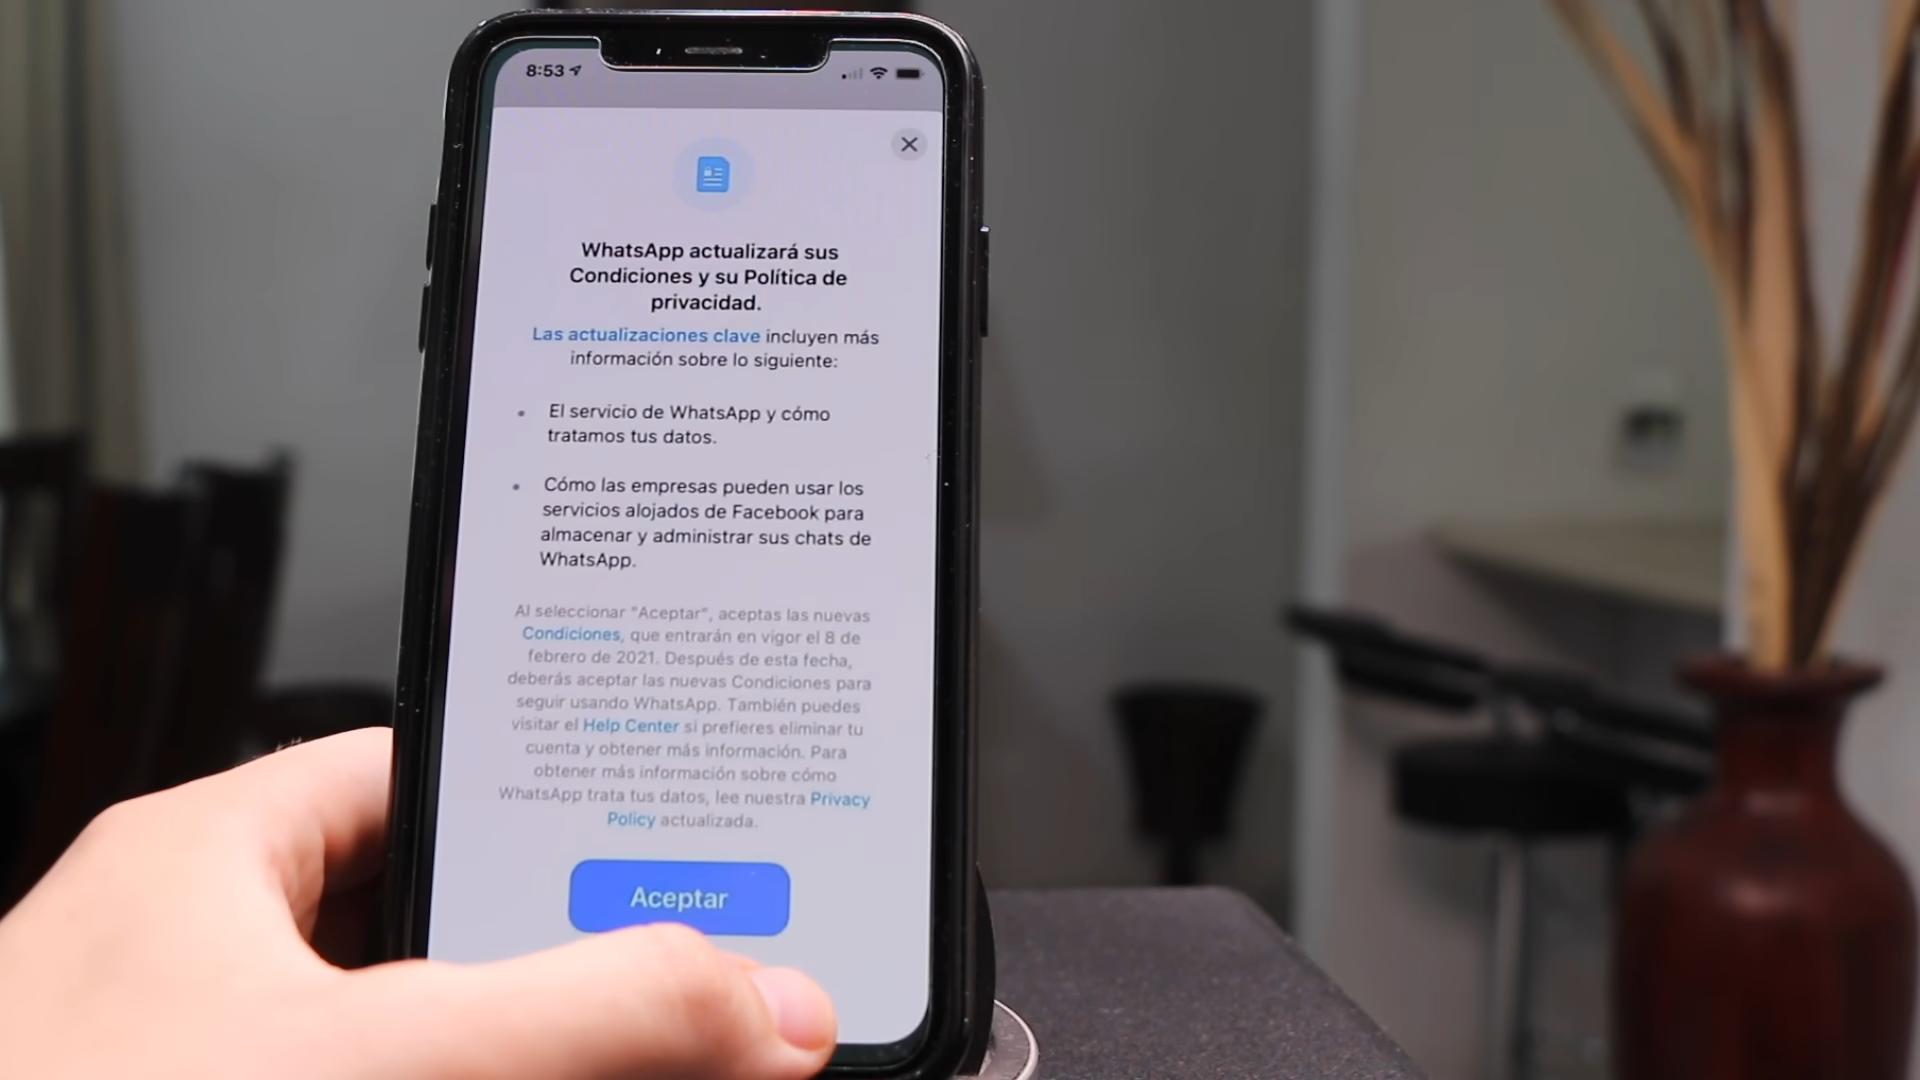 8:53
WhatsApp actualizará sus
Condiciones y su Política de
privacidad.
Las actualizaciones clave incluyen más
información sobre lo siguiente:
• El servicio de WhatsApp y cómo
tratamos tus datos.
• Cómo las empresas pueden usar los
servicios alojados de Facebook para
almacenar y administrar sus chats de
WhatsApp.
Al seleccionar "Aceptar", aceptas las nuevas
Condiciones, que entrarán en vigor el 8 de
febrero de 2021. Después de esta fecha,
deberás aceptar las nuevas Condiciones para
seguir usando WhatsApp. También puedes
visitar el Help Center si prefieres eliminar tu
cuenta y obtener más información. Para
obtener más información sobre cómo
WhatsApp trata tus datos, lee nuestra Privacy
Policy actualizada.
Aceptar